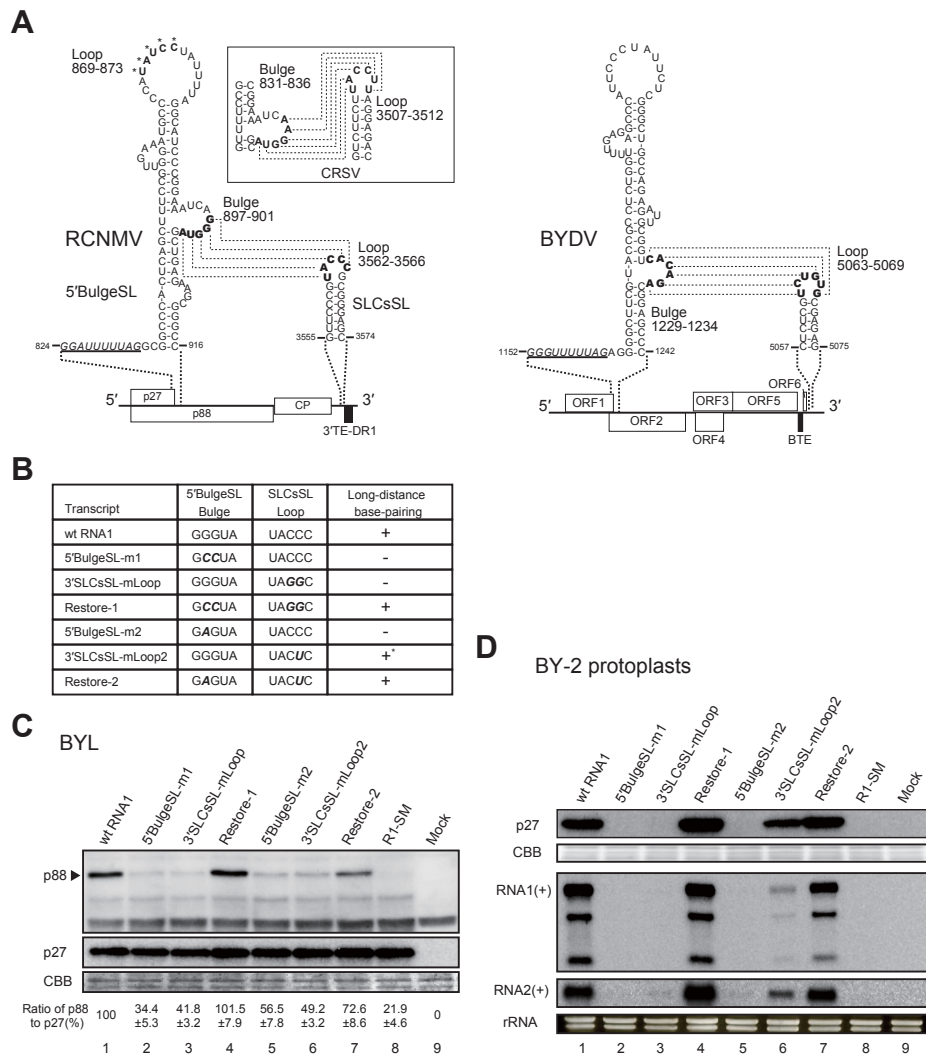 A
Loop
869-873
Bulge
831-836
Loop
3507-3512
CRSV
RCNMV
Bulge
897-901
Loop
3562-3566
5′BulgeSL
SLCsSL
824
GGAUUUUUAGGCG
916
3555
3574
5′
p27
p88
CP
3′
3′TE-DR1
BYDV
Loop
5063-5069
Bulge
1229-1234
1152
GGGUUUUUAGAGG
1242
5057
5075
5′
ORF1
ORF2
ORF3
ORF4
ORF5
ORF6
3′
BTE
B
Transcript 5′BulgeSL Bulge SLCsSL Loop Long-distance base-pairing
wt RNA1 GGGUA UACCC +
5′BulgeSL-m1 GCCUA UACCC -
3′SLCsSL-mLoop GGGUA UAGGC -
Restore-1 GCCUA UAGGC +
5′BulgeSL-m2 GAGUA UACCC -
3′SLCsSL-mLoop2 GGGUA UACUC +*
Restore-2 GAGUA UACUC +
C
BYL
wt RNA1 5′BulgeSL-m1 3′SLCsSL-mLoop Restore-1 5′BulgeSL-m2 3′SLCsSL-mLoop2 Restore-2 R1-SM Mock
p88
p27
CBB
Ratio of p88 to p27(%) 100 34.4 ±5.3 41.8 ±3.2 101.5 ±7.9 56.5 ±7.8 49.2 ±3.2 72.6 ±8.6 21.9 ±4.6 0
1 2 3 4 5 6 7 8 9
D
BY-2 protoplasts
wt RNA1 5′BulgeSL-m1 3′SLCsSL-mLoop Restore-1 5′BulgeSL-m2 3′SLCsSL-mLoop2 Restore-2 R1-SM Mock
p27
CBB
RNA1(+)
RNA2(+)
rRNA
1 2 3 4 5 6 7 8 9